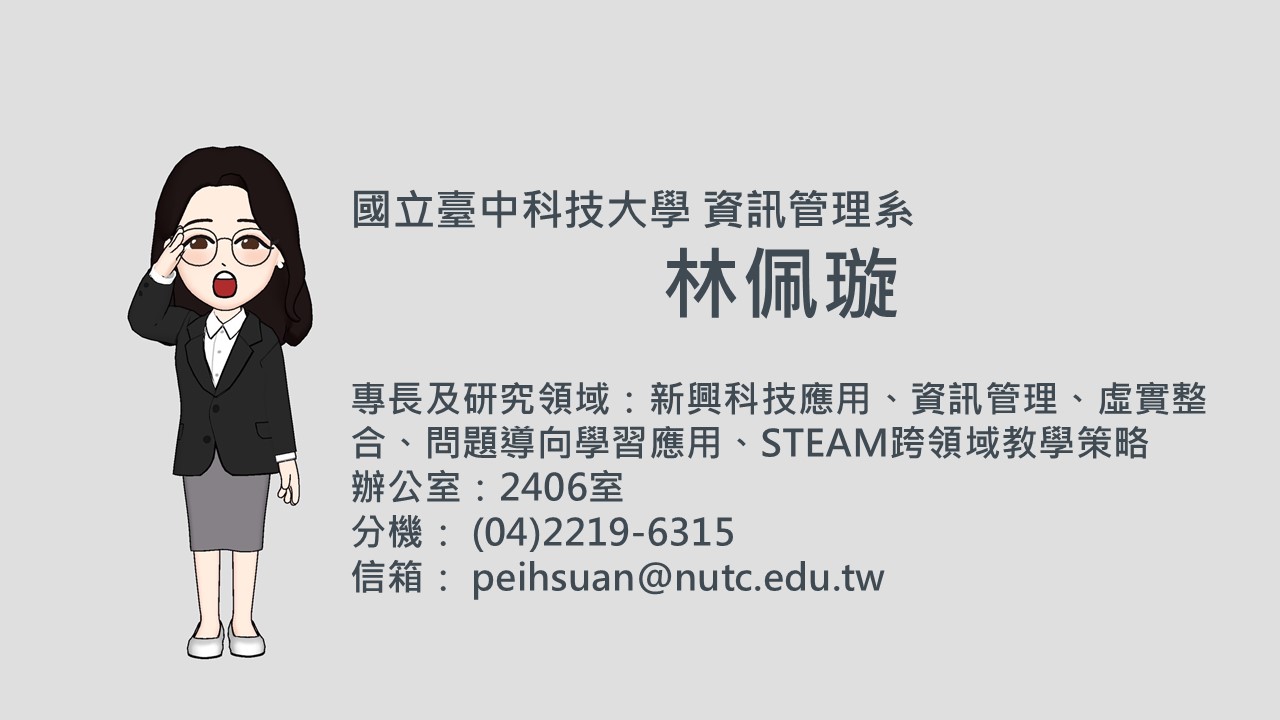 國立臺中科技大學 資訊管理系
林佩璇
專長及研究領域：新興科技應用、資訊管理、虛實整
合、問題導向學習應用、STEAM跨領域教學策略
辦公室：2406室
分機： (04)2219-6315
信箱： peihsuan@nutc.edu.tw